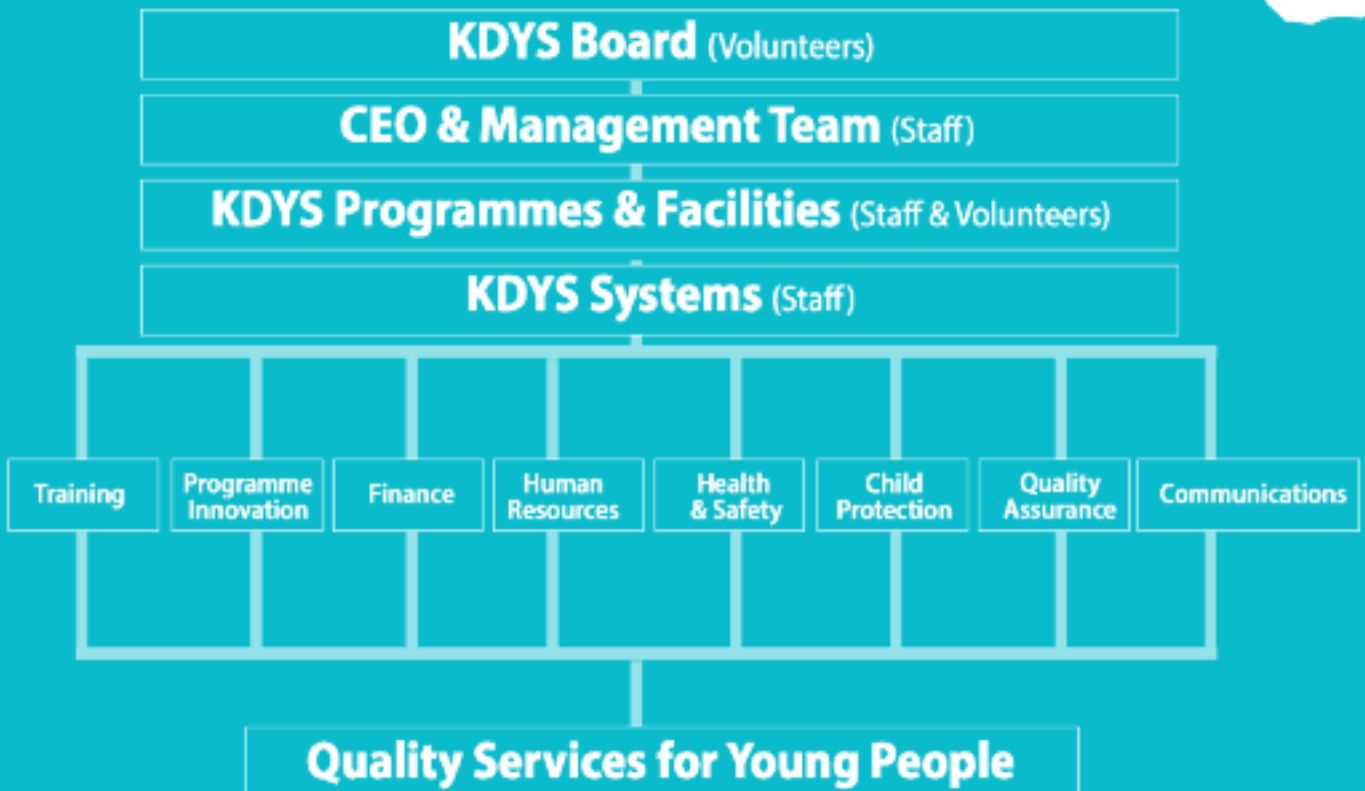 KDYS Board (Volunteers)
CEO & Management Team (Staff)
KDYS Programmes & Facilities (Staff & Volunteers)
KDYS Systems (Staff)
Training
Programme
Innovation
Finance
Human
Resources
Health
& Safety
Child
Protection
Quality
Assurance
Communications
Quality Services for Young People